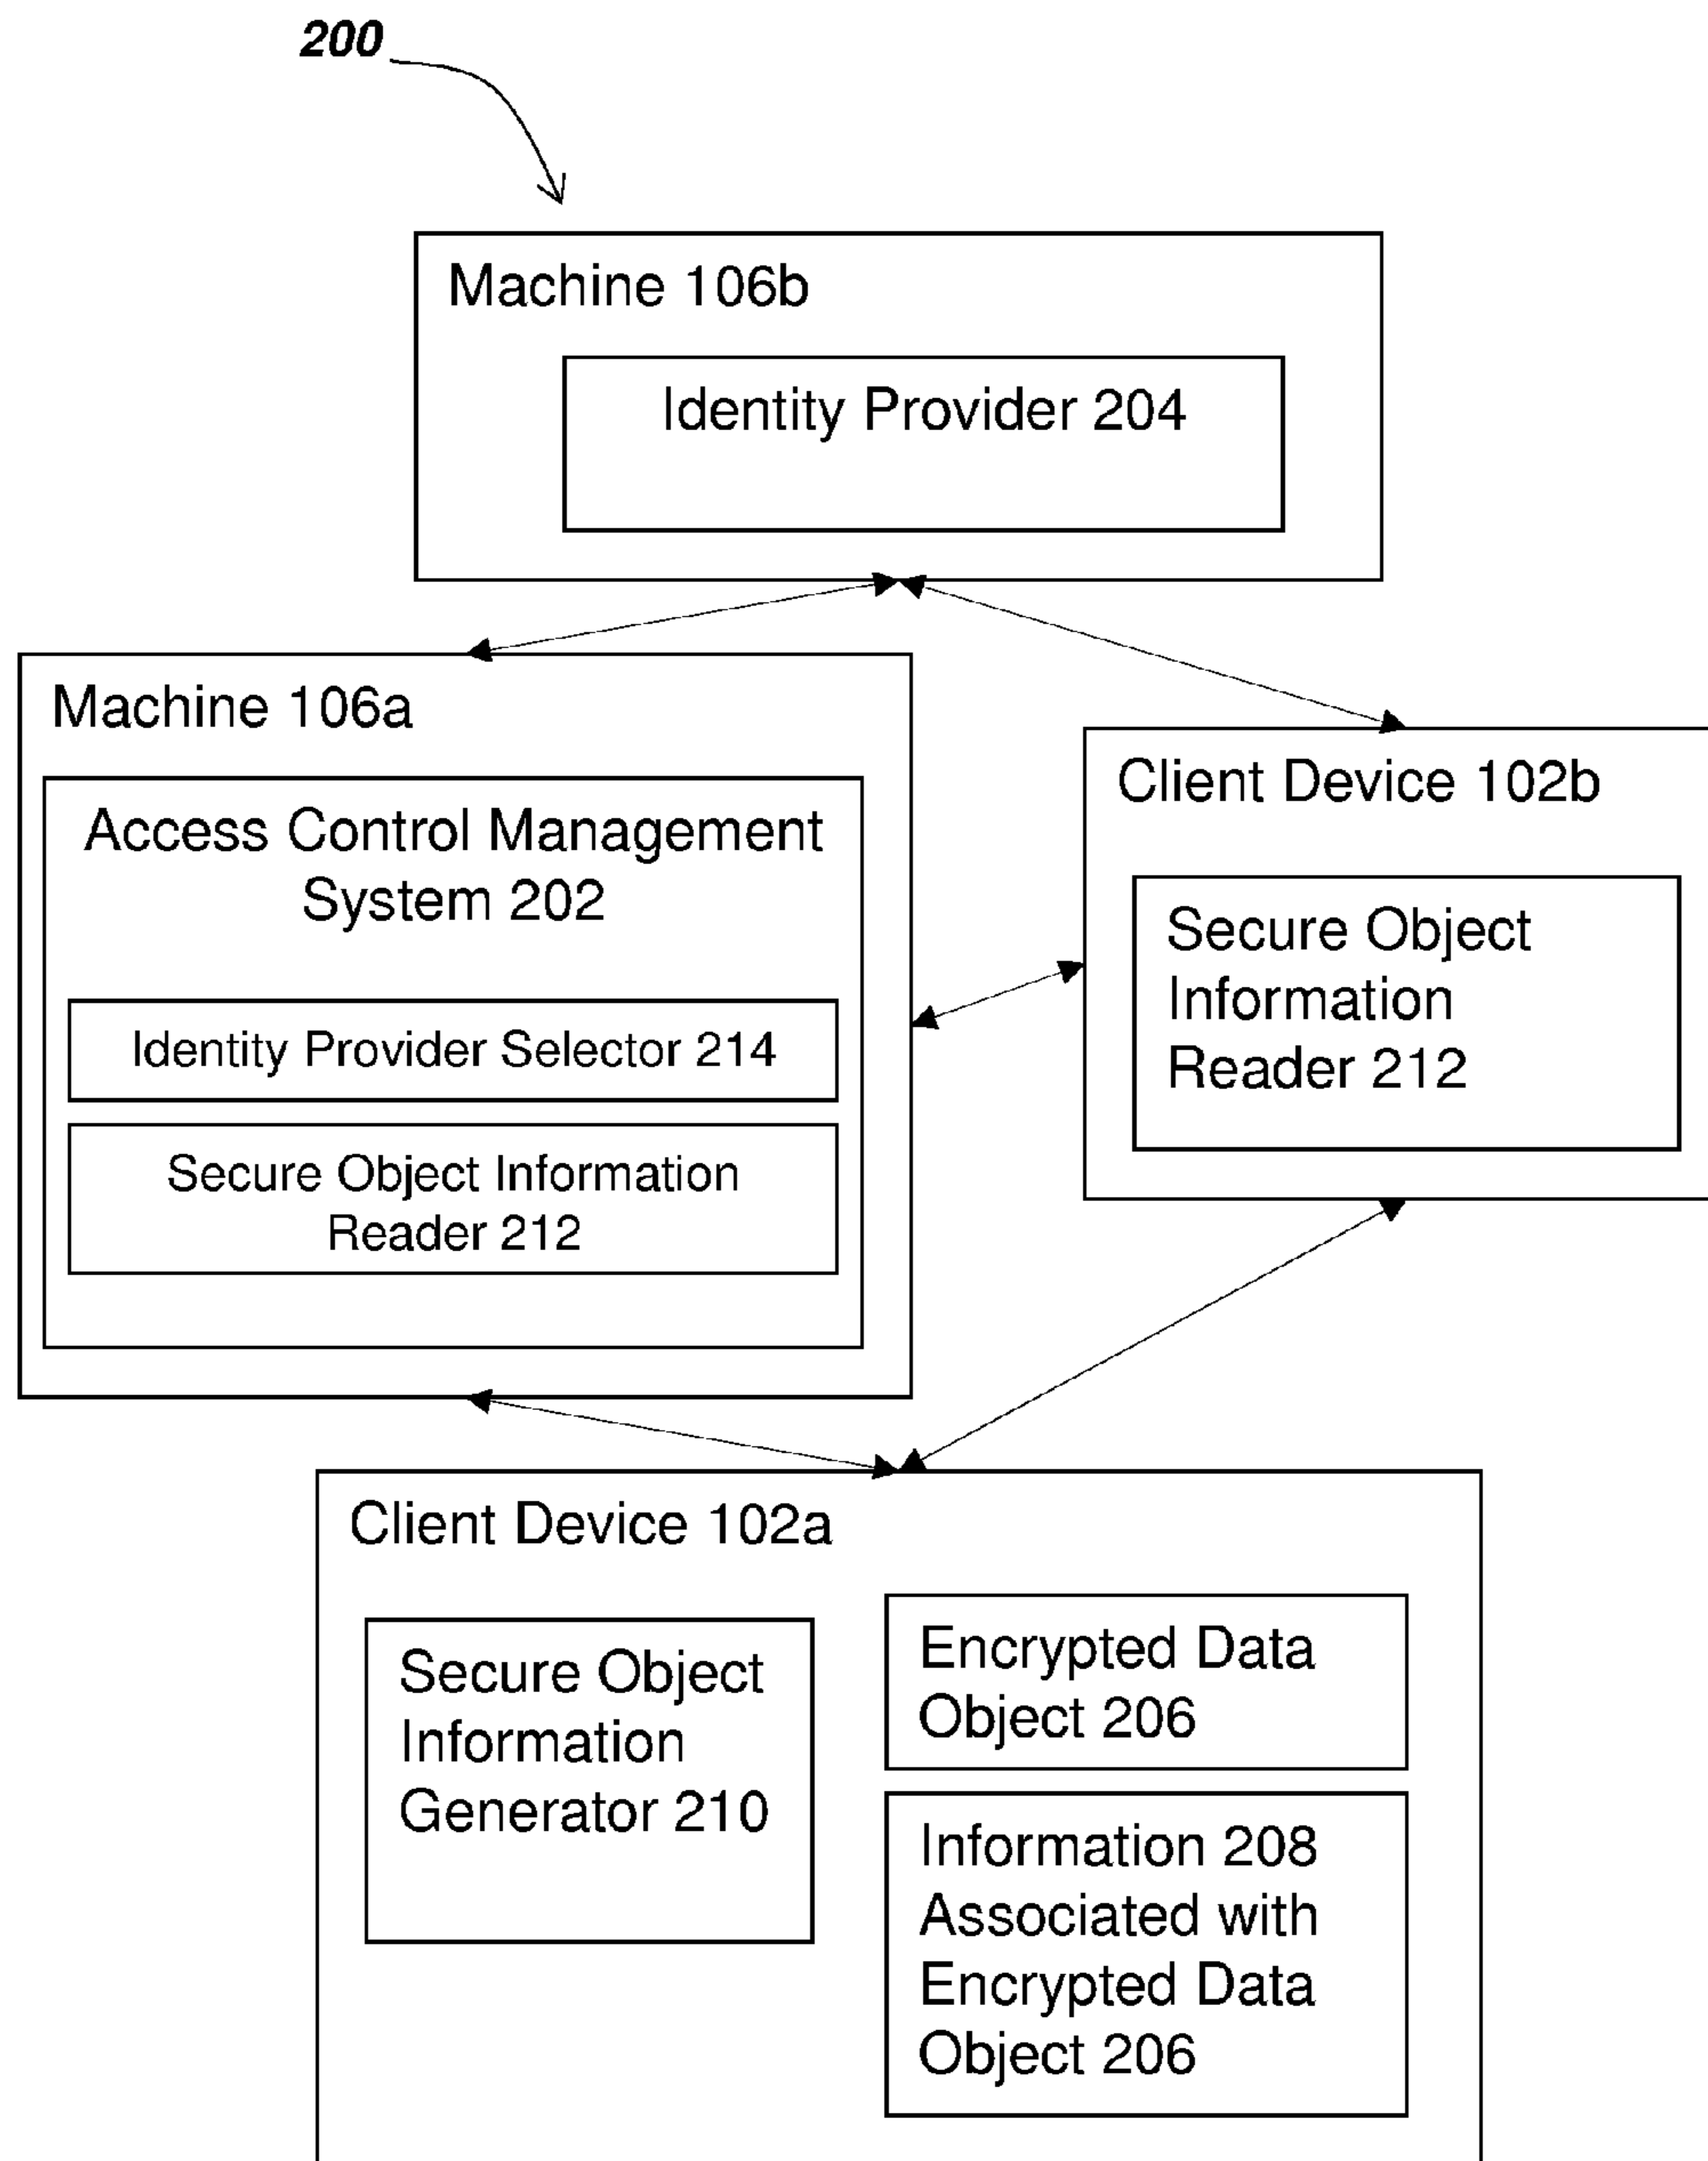 200
Machine 106b
Identity Provider 204
Machine 106a
Access Control Management
System 202
Identity Provider Selector 214
Secure Object Information
Reader 212
Client Device 102b
Secure Object
Information
Reader 212
Client Device 102a
Secure Object
Information
Generator 210
Encrypted Data
Object 206
Information 208
Associated with
Encrypted Data
Object 206